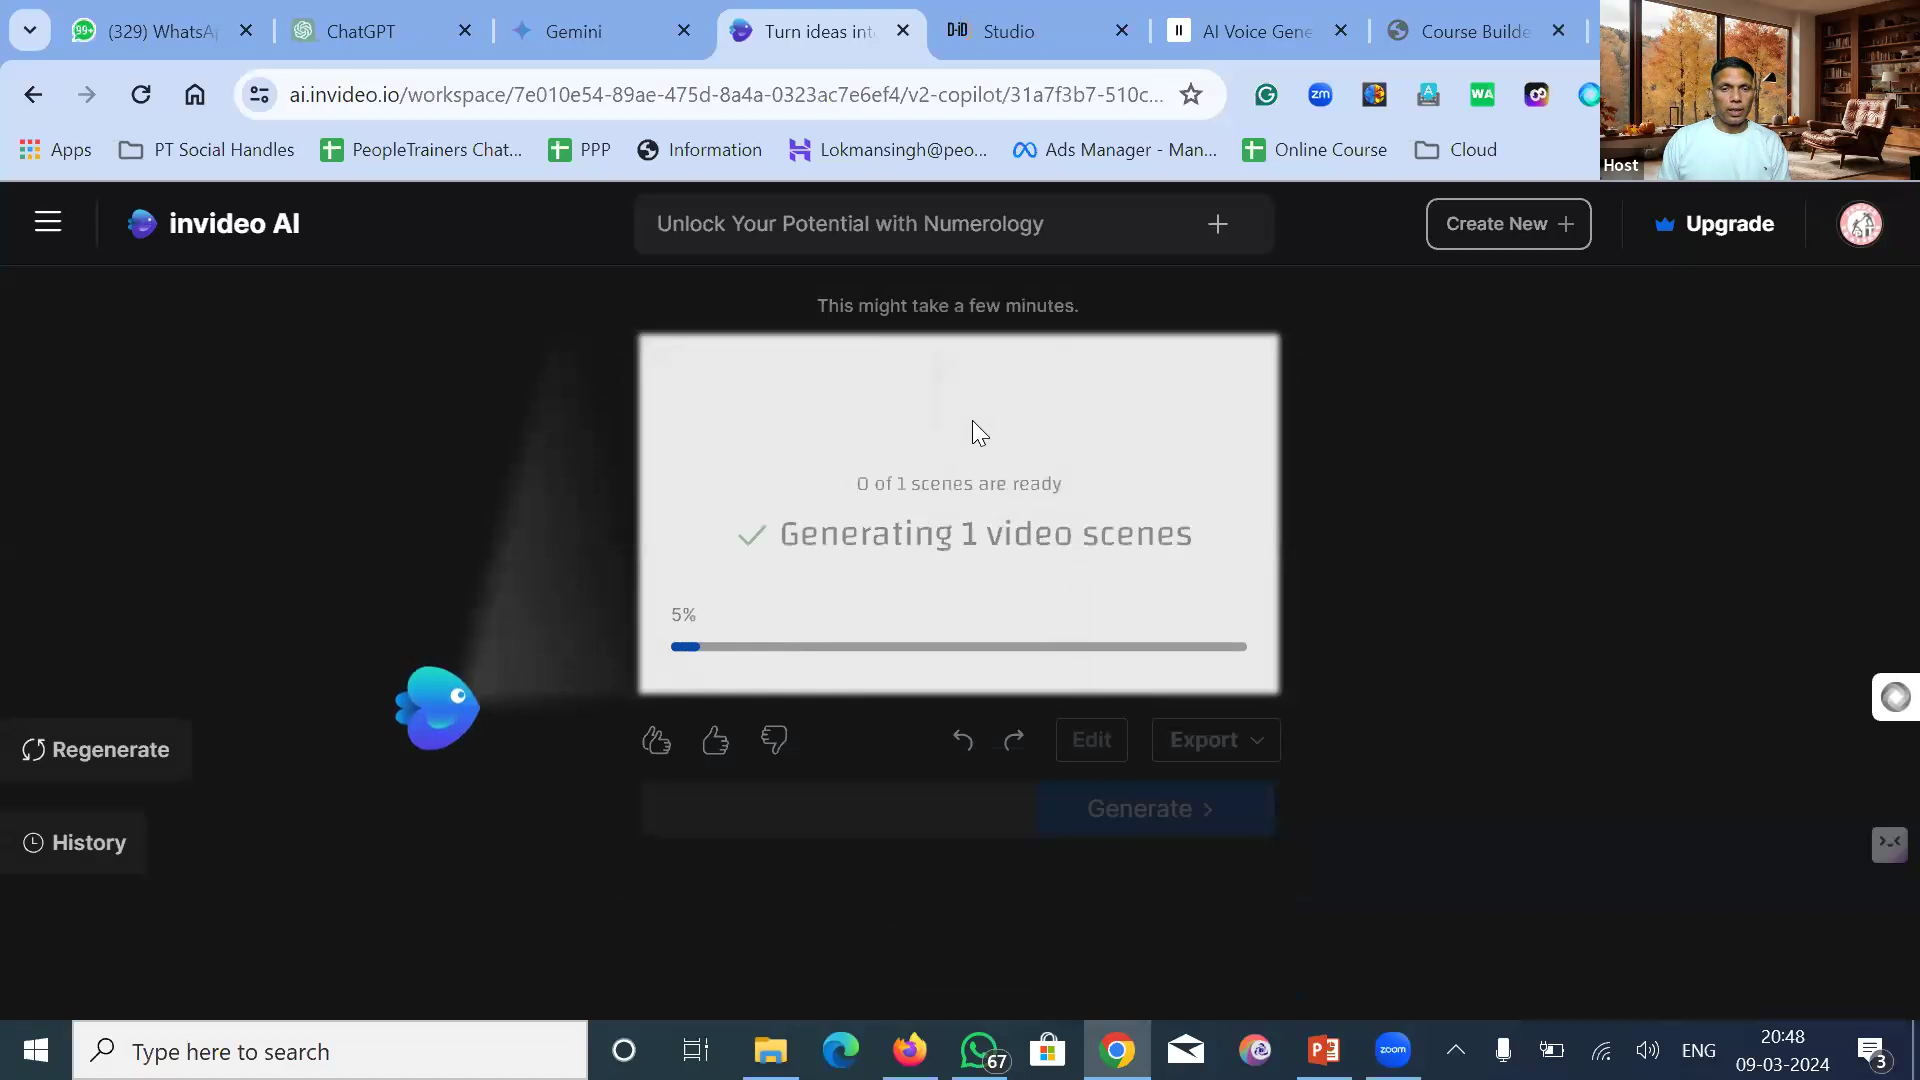 (329) WhatsA
ChatGPT
Gemini
Turn ideas int
D-iD Studio
AI Voice Gene
Course Builde
ai.invideo.io/workspace/7e010e54-89ae-475d-8a4a-0323ac7e6ef4/v2-copilot/31a7f3b7-510c...
zm
WA
Apps
PT Social Handles
PeopleTrainers Chat...
PPP
Information
Lokmansingh@peo...
Ads Manager - Man...
Online Course
Cloud
Host
invideo AI
Unlock Your Potential with Numerology
Create New
Upgrade
This might take a few minutes.
0 of 1 scenes are ready
Generating 1 video scenes
5%
Regenerate
Edit
Export
Generate >
History
Type here to search
67
zoom
ENG
20:48
09-03-2024
3